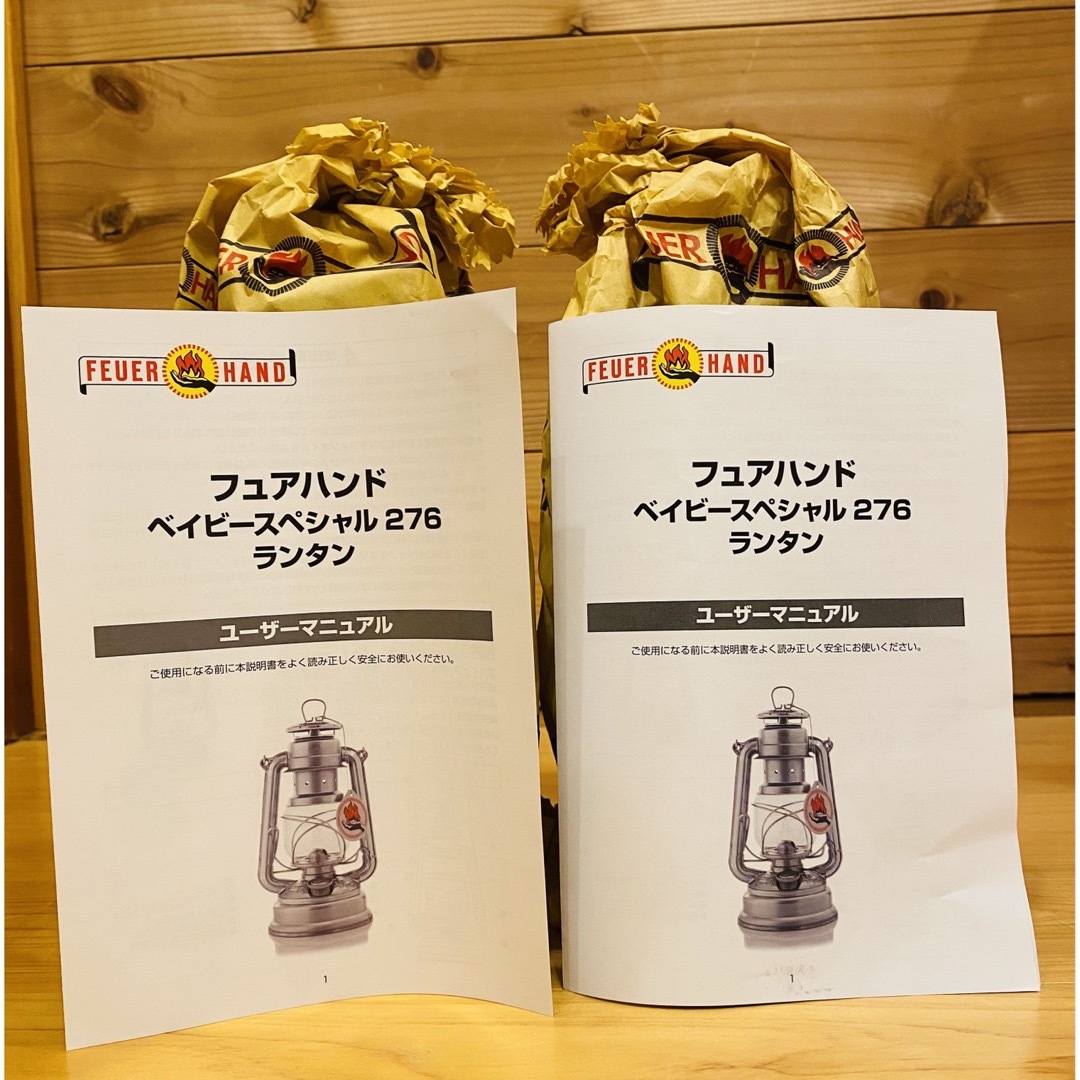 BER
HA
BER
HA
HA
FEUER HAND
フュアハンド
ベイビースペシャル 276
ランタン
ユーザーマニュアル
ご使用になる前に本説明書をよく読み正しく安全にお使いください。
1
FEUER HAND
フュアハンド
ベイビースペシャル 276
ランタン
ユーザーマニュアル
ご使用になる前に本説明書をよく読み正しく安全にお使いください。
1